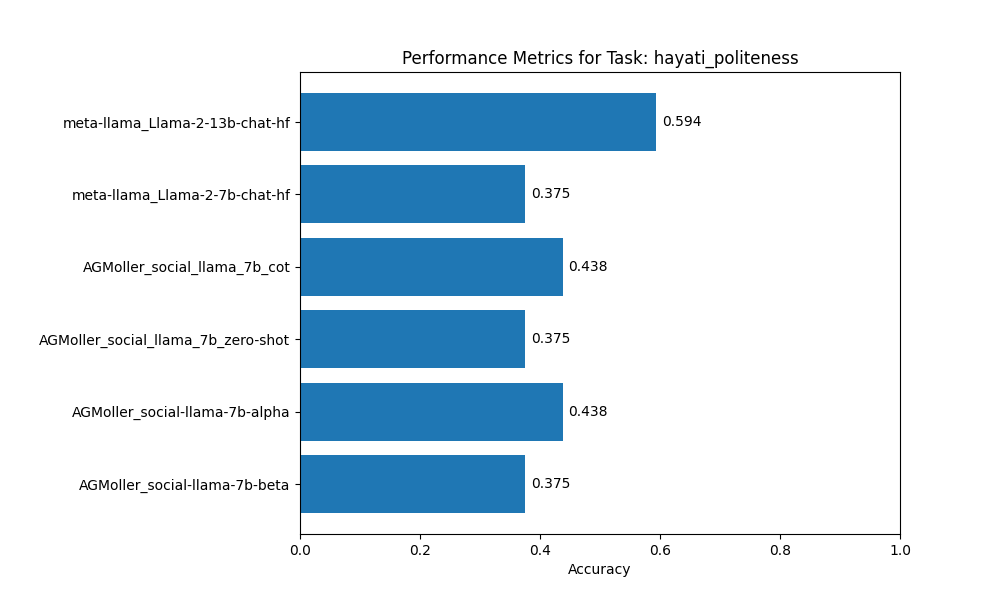 Performance Metrics for Task: hayati_politeness
meta-llama_Llama-2-13b-chat-hf
0.594
meta-llama_Llama-2-7b-chat-hf
0.375
AGMoller_social_llama_7b_cot
0.438
AGMoller_social_llama_7b_zero-shot
0.375
AGMoller_social-llama-7b-alpha
0.438
AGMoller_social-llama-7b-beta
0.375
0.0
0.2
0.4
0.6
0.8
1.0
Accuracy